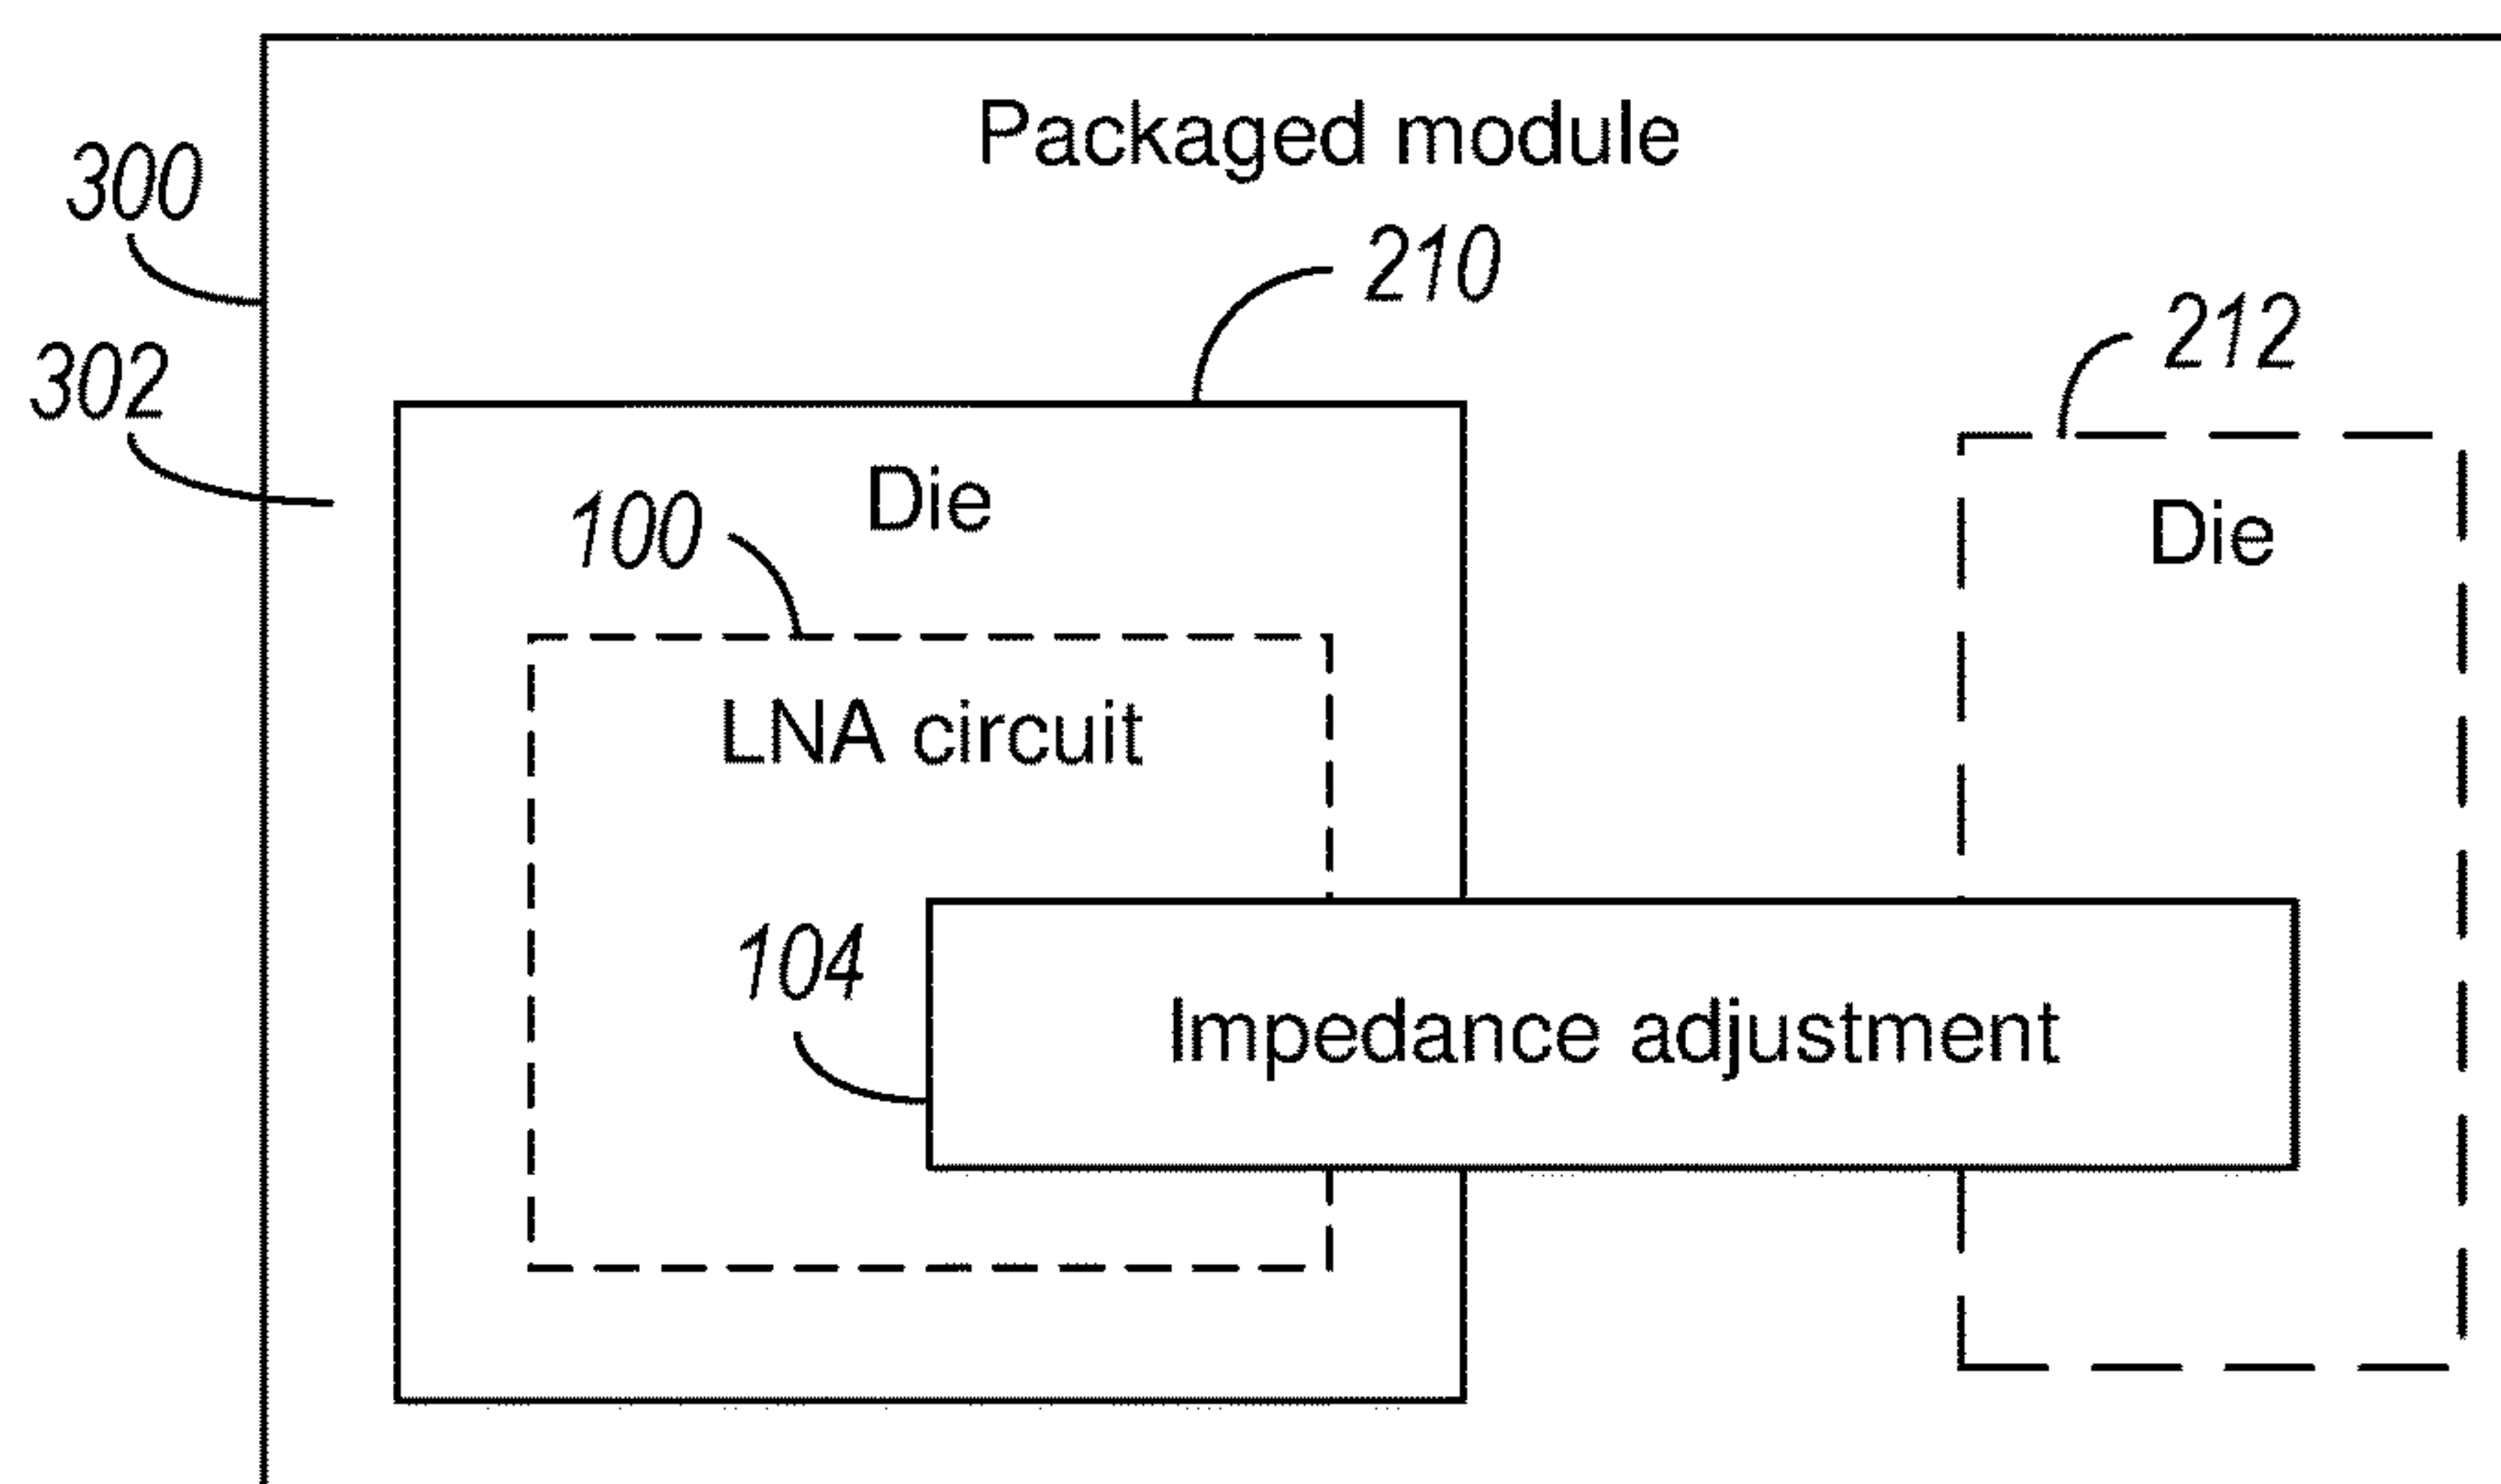 Packaged module
300
210
212
302
Die
100
Die
LNA circuit
104
Impedance adjustment